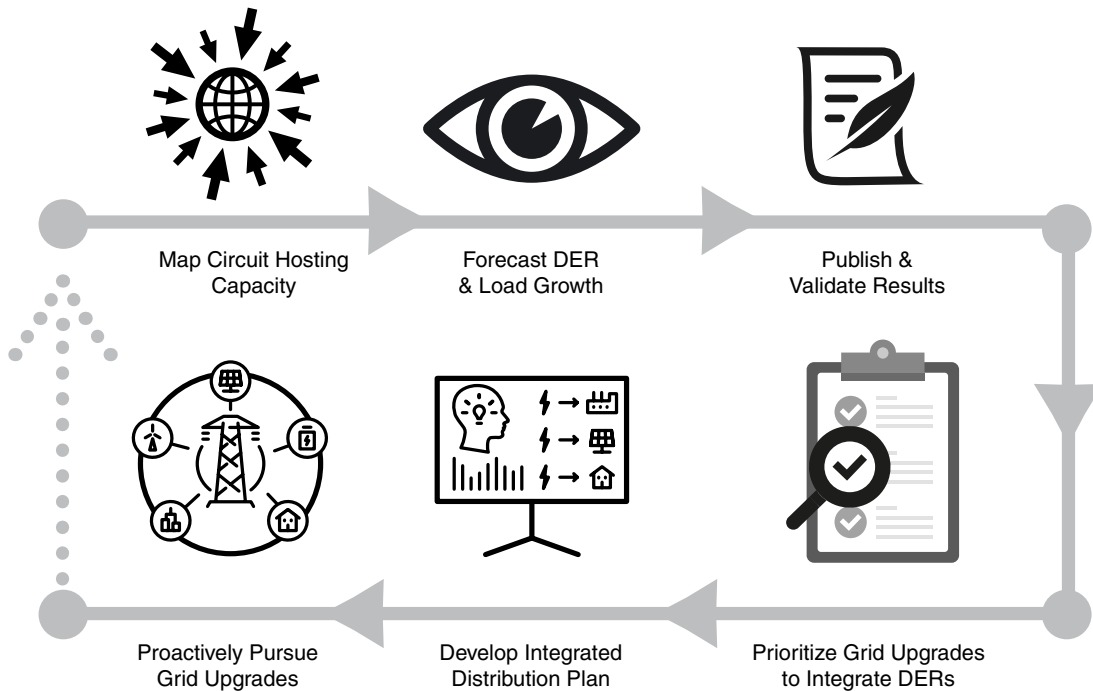 Map Circuit Hosting
Capacity
Forecast DER
& Load Growth
Publish &
Validate Results
Proactively Pursue
Grid Upgrades
Develop Integrated
Distribution Plan
Prioritize Grid Upgrades
to Integrate DERs